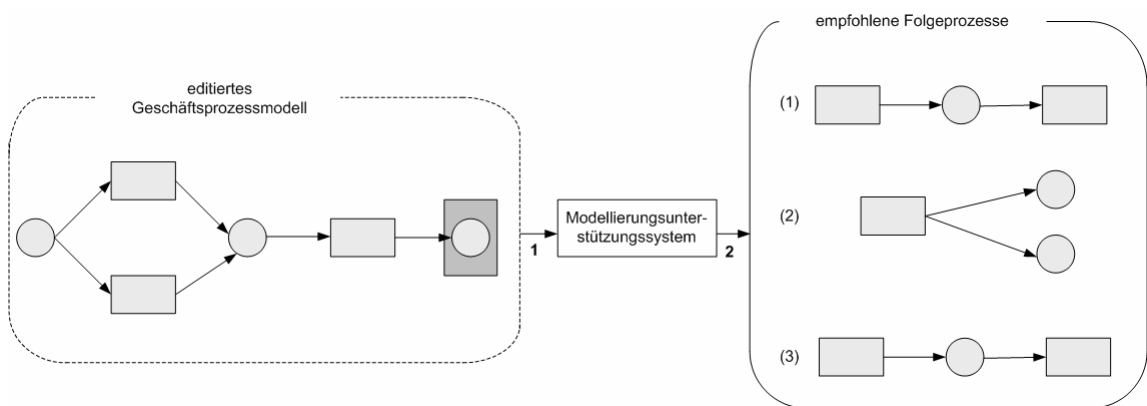 editiertes
Geschäftsprozessmodell
1
Modellierungsunter-
stützungssystem
2
empfohlene Folgeprozesse
(1)
(2)
(3)